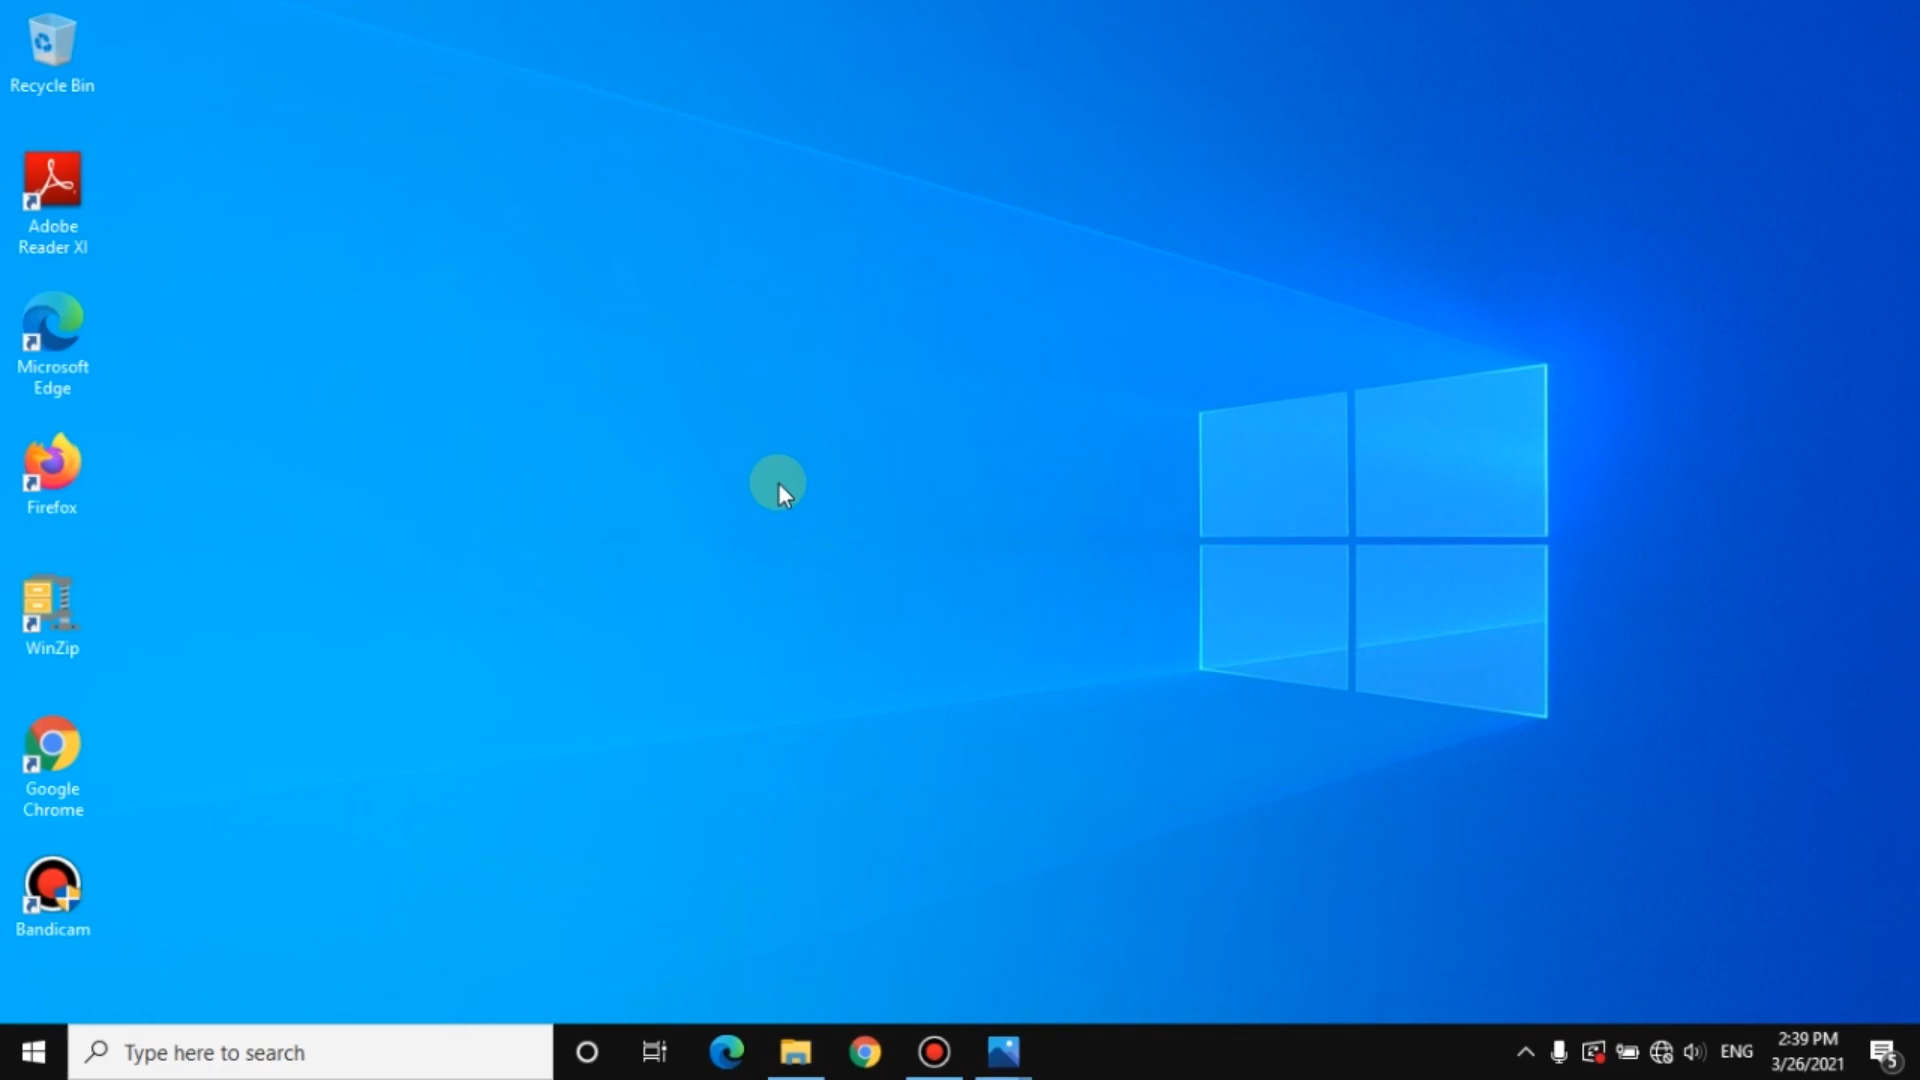 Recycle Bin
Adobe
Reader XI
Microsoft
Edge
Firefox
WinZip
Google
Chrome
Bandicam
Type here to search
ENG
2:39 PM
3/26/2021
5